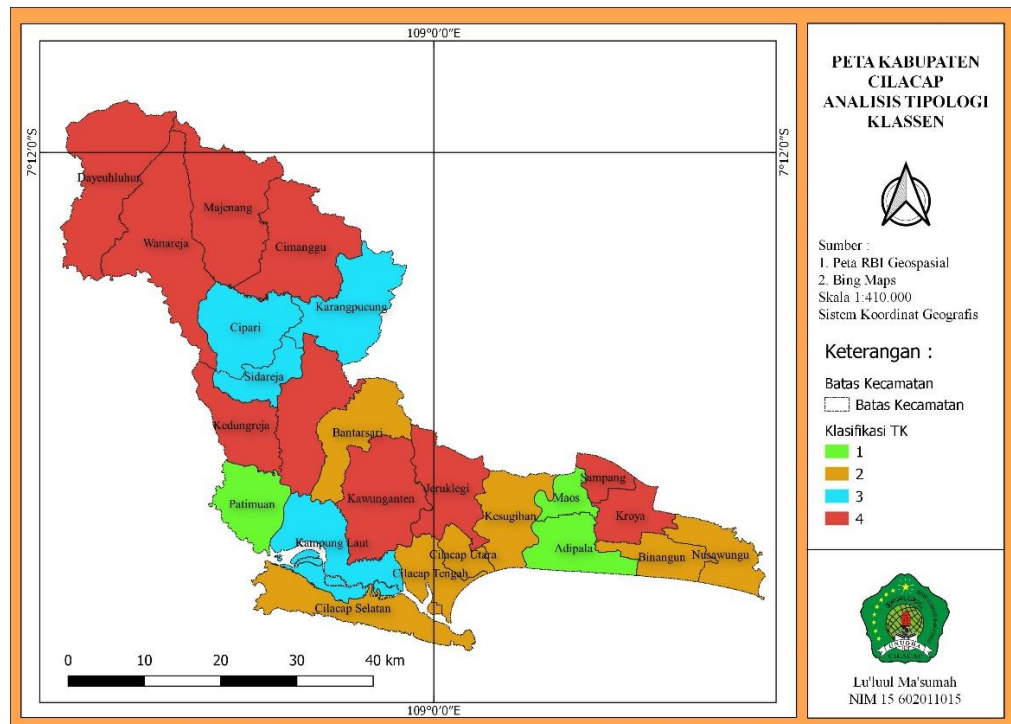 109°0'0"E
7°12'0"S
7°12'0"S
Dayeuhluhur
Majenang
Wanareja
Cimanggu
Karangpucung
Cipari
Sidareja
Kedungreja
Bantarsari
Patimuan
Kawunganten
Jeruklegi
Kesugihan
Maos
Sampang
Kroya
Adipala
Binangun
Nusawungu
Kampung Laut
Cilacap Utara
Cilacap Tengah
Cilacap Selatan
0 10 20 30 40 km
109°0'0"E
PETA KABUPATEN
CILACAP
ANALISIS TIPOLOGI
KLASSEN
Sumber :
1. Peta RBI Geospasial
2. Bing Maps
Skala 1:410.000
Sistem Koordinat Geografis
Keterangan :
Batas Kecamatan
Batas Kecamatan
Klasifikasi TK
1
2
3
4
UNUGHA
CILACAP
Lu'luul Ma'sumah
NIM 15 602011015